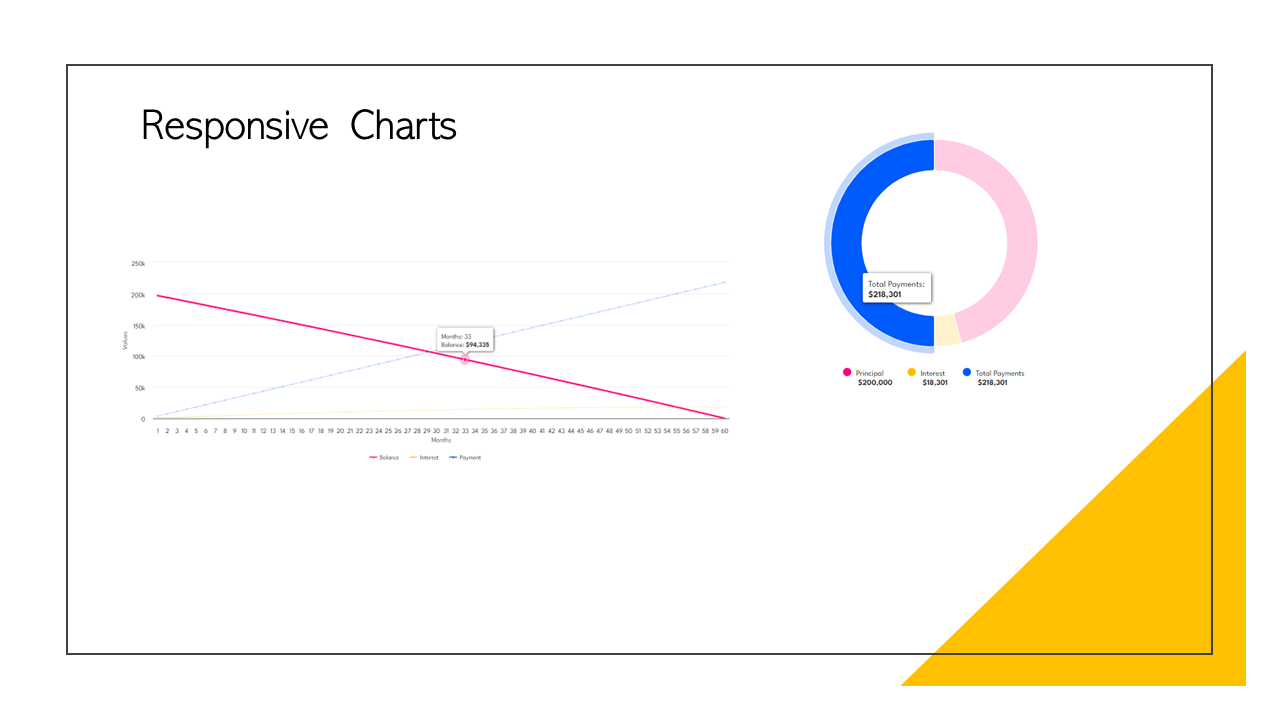 Responsive Charts
250k
200k
150k
100k
50k
0
Values
Months: 33
Balance: $94,335
1 2 3 4 5 6 7 8 9 10 11 12 13 14 15 16 17 18 19 20 21 22 23 24 25 26 27 28 29 30 31 32 33 34 35 36 37 38 39 40 41 42 43 44 45 46 47 48 49 50 51 52 53 54 55 56 57 58 59 60
Months
Balance Interest Payment
Total Payments:
$218,301
Principal Interest Total Payments
$200,000 $18,301 $218,301